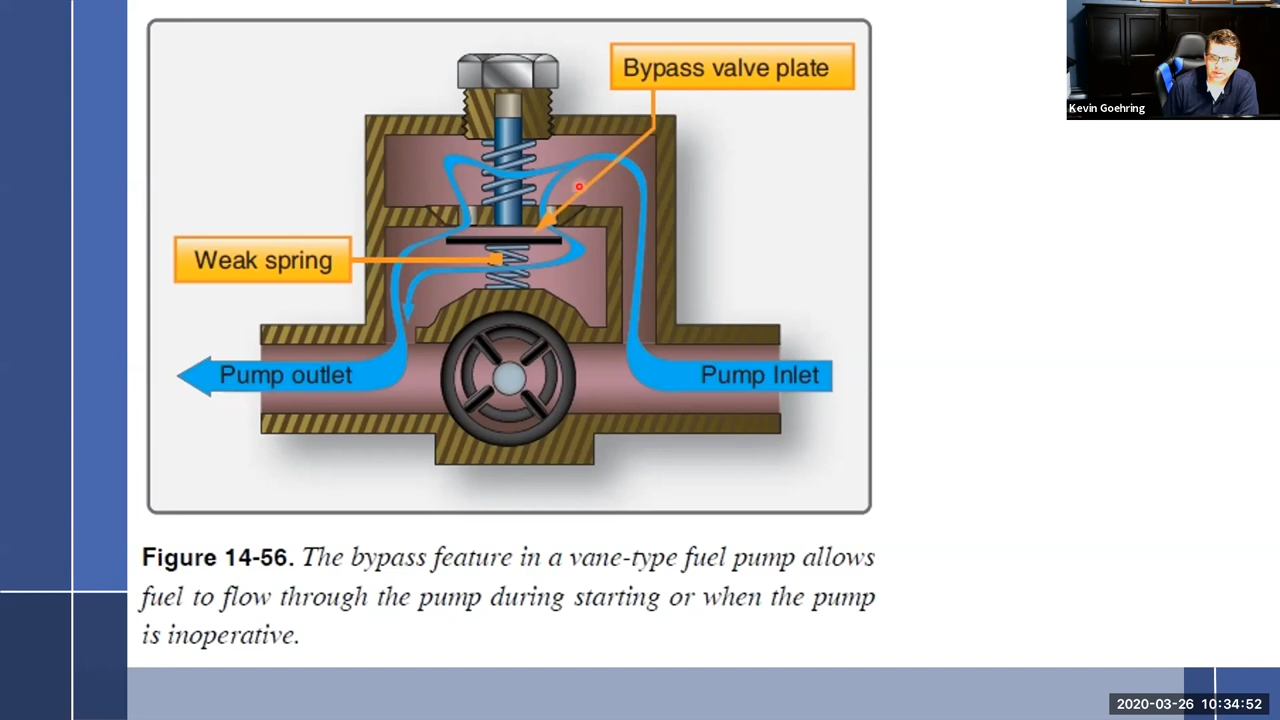 Bypass valve plate
Kevin Goehring
Weak spring
Pump outlet
Pump Inlet
Figure 14-56. The bypass feature in a vane-type fuel pump allows
fuel to flow through the pump during starting or when the pump
is inoperative.
2020-03-26 10:34:52